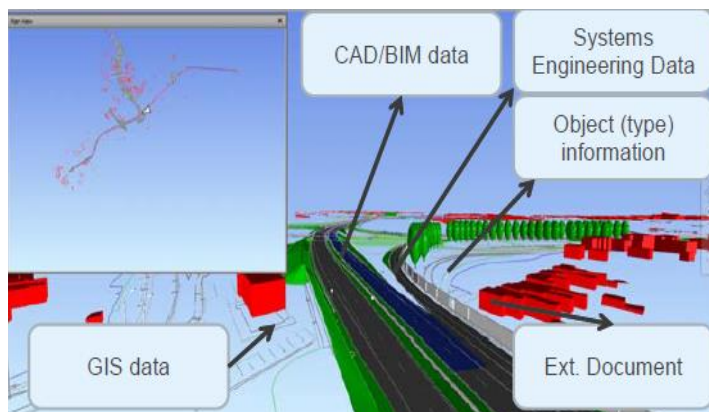 CAD/BIM data
Systems
Engineering Data
Object (type)
information
GIS data
Ext. Document